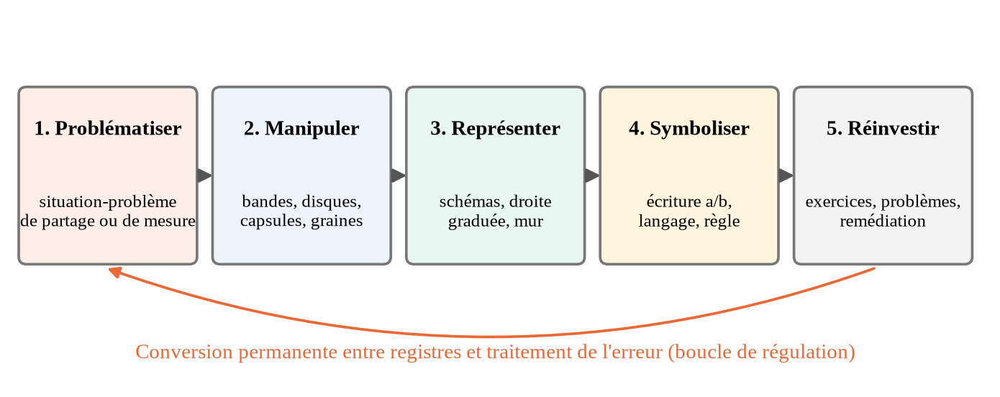 1. Problématiser
situation-problème
de partage ou de mesure
2. Manipuler
bandes, disques,
capsules, graines
3. Représenter
schémas, droite
graduée, mur
4. Symboliser
écriture a/b,
langage, règle
5. Réinvestir
exercices, problèmes,
remédiation
Conversion permanente entre registres et traitement de l'erreur (boucle de régulation)